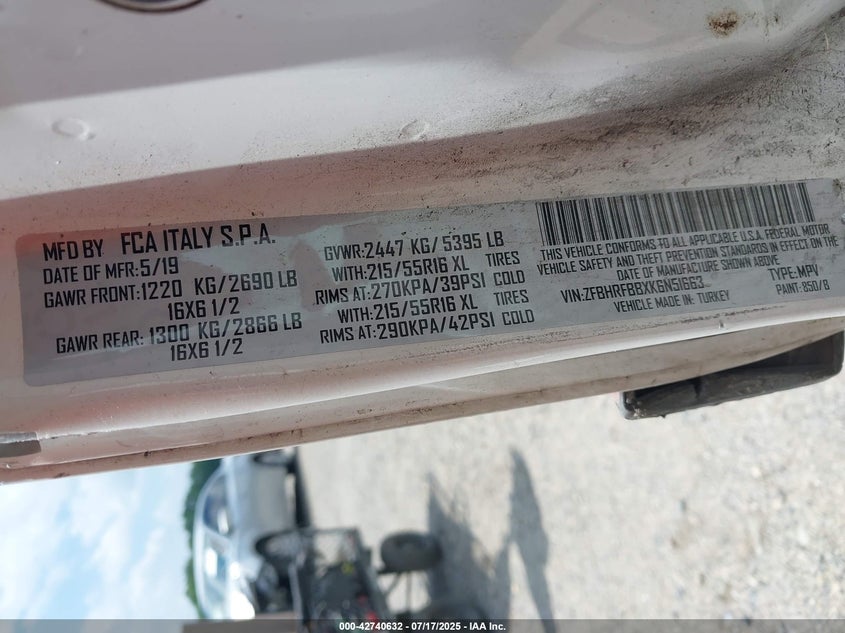 MFD BY FCA ITALY S.P.A.
DATE OF MFR:5/19
GAWR FRONT:1220 KG/2690 LB
16X6 1/2
GAWR REAR: 1300 KG/2866 LB
16X6 1/2
GVWR:2447 KG/5395 LB
WITH:215/55R16 XL TIRES
RIMS AT:270KPA/39PSI COLD
WITH:215/55R16 XL TIRES
RIMS AT:290KPA/42PSI COLD
THIS VEHICLE CONFORMS TO ALL APPLICABLE U.S.A. FEDERAL MOTOR
VEHICLE SAFETY AND THEFT PREVENTION STANDARDS IN EFFECT ON THE
DATE OF MANUFACTURE SHOWN ABOVE
VIN:ZFBHRFBBXK6N51663 TYPE:MPV
VEHICLE MADE IN: TURKEY PAINT:850/B
000-42740632 - 07/17/2025 - IAA Inc.